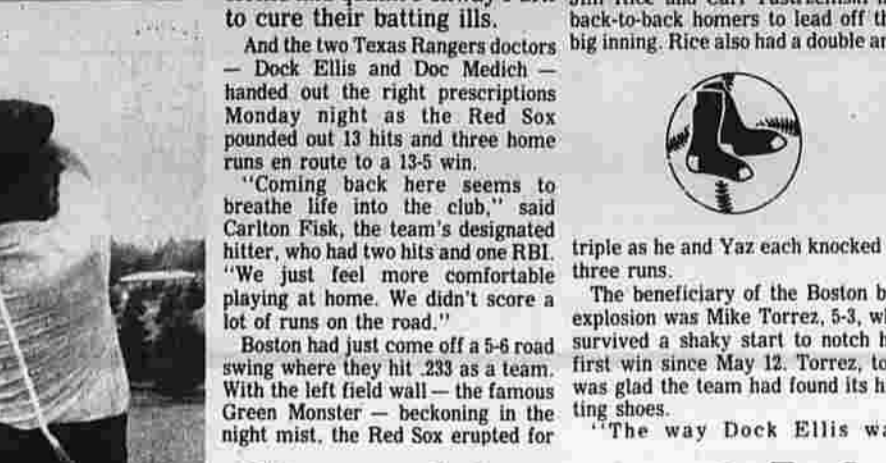 to cure their batting ills.
And the two Texas Rangers doctors
— Dock Ellis and Doc Medich —
handed out the right prescriptions
Monday night as the Red Sox
pounded out 13 hits and three home
runs en route to a 13-5 win.
"Coming back here seems to
breathe life into the club," said
Carlton Fisk, the team's designated
hitter, who had two hits and one RBI.
"We just feel more comfortable
playing at home. We didn't score a
lot of runs on the road."
Boston had just come off a 5-6 road
swing where they hit .233 as a team.
With the left field wall — the famous
Green Monster — beckoning in the
night mist, the Red Sox erupted for
back-to-back homers to lead off
big inning. Rice also had a double
triple as he and Yaz each knocked
three runs.
The beneficiary of the Boston
explosion was Mike Torrez, 5-3,
survived a shaky start to notch
first win since May 12. Torrez,
was glad the team had found its
ting shoes.
"The way Dock Ellis